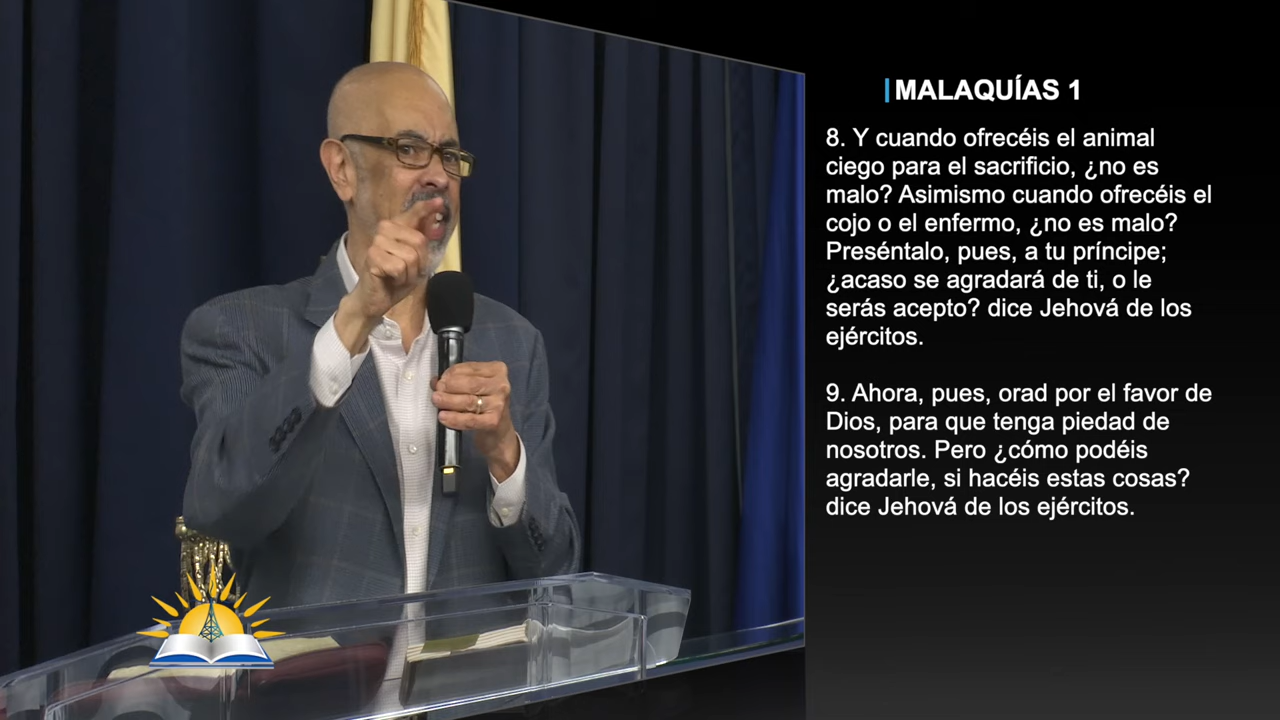 MALAQUÍAS 1
8. Y cuando ofrecéis el animal
ciego para el sacrificio, ¿no es
malo? Asimismo cuando ofrecéis el
cojo o el enfermo, ¿no es malo?
Preséntalo, pues, a tu príncipe;
¿acaso se agradará de ti, o le
serás acepto? dice Jehová de los
ejércitos.
9. Ahora, pues, orad por el favor de
Dios, para que tenga piedad de
nosotros. Pero ¿cómo podéis
agradarle, si hacéis estas cosas?
dice Jehová de los ejércitos.